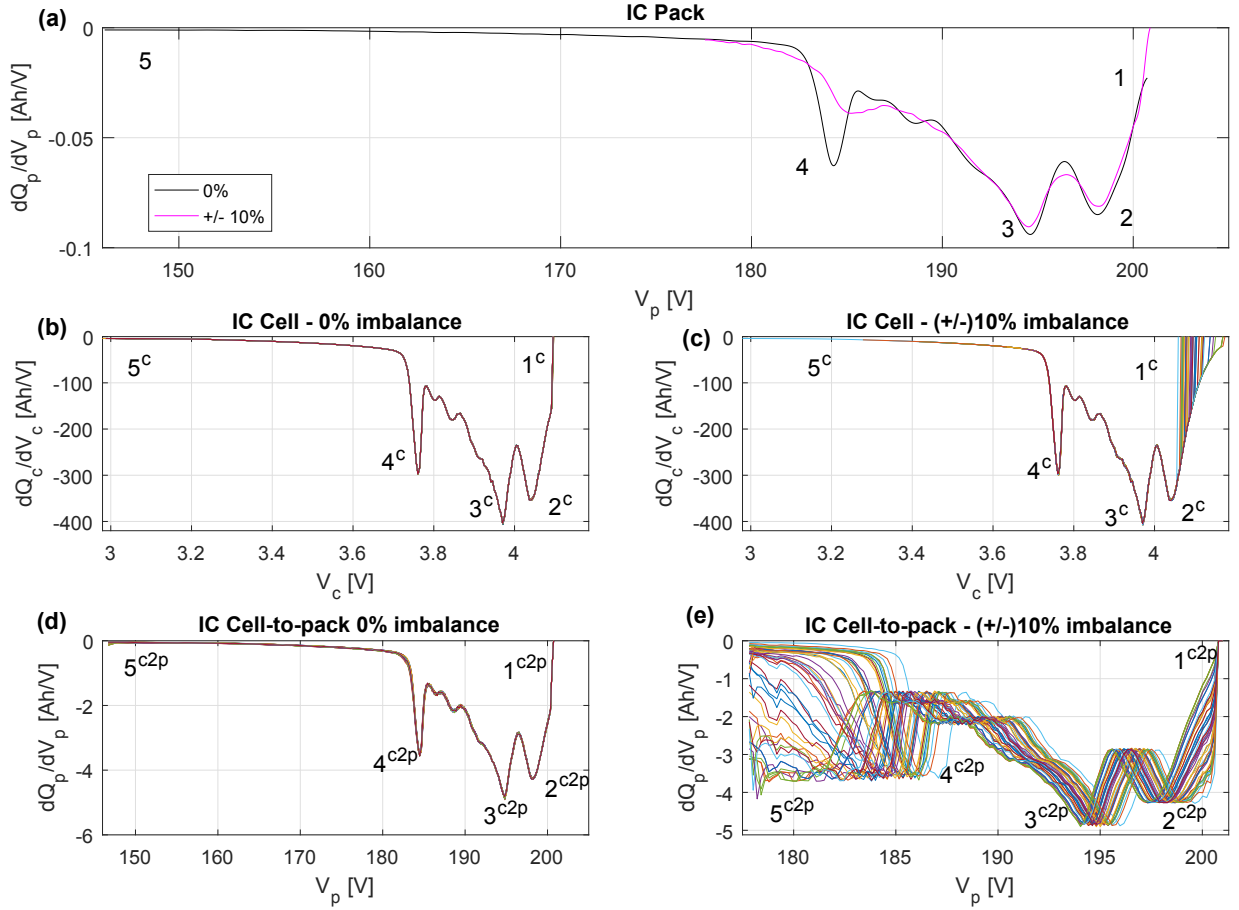 (a)
IC Pack
0
-0.05
-0.1
dQ_p/dV_p [Ah/V]
5
4
3
2
1
0%
+/- 10%
150
160
170
180
190
200
V_p [V]
(b)
IC Cell - 0% imbalance
0
-100
-200
-300
-400
dQ_c/dV_c [Ah/V]
5^c
4^c
3^c
2^c
1^c
3
3.2
3.4
3.6
3.8
4
V_c [V]
(c)
IC Cell - (+/-)10% imbalance
0
-100
-200
-300
-400
dQ_c/dV_c [Ah/V]
5^c
4^c
3^c
2^c
1^c
3
3.2
3.4
3.6
3.8
4
V_c [V]
(d)
IC Cell-to-pack 0% imbalance
0
-2
-4
-6
dQ_p/dV_p [Ah/V]
5^c2p
4^c2p
3^c2p
2^c2p
1^c2p
150
160
170
180
190
200
V_p [V]
(e)
IC Cell-to-pack - (+/-)10% imbalance
0
-1
-2
-3
-4
-5
dQ_p/dV_p [Ah/V]
5^c2p
4^c2p
3^c2p
2^c2p
1^c2p
180
185
190
195
200
V_p [V]